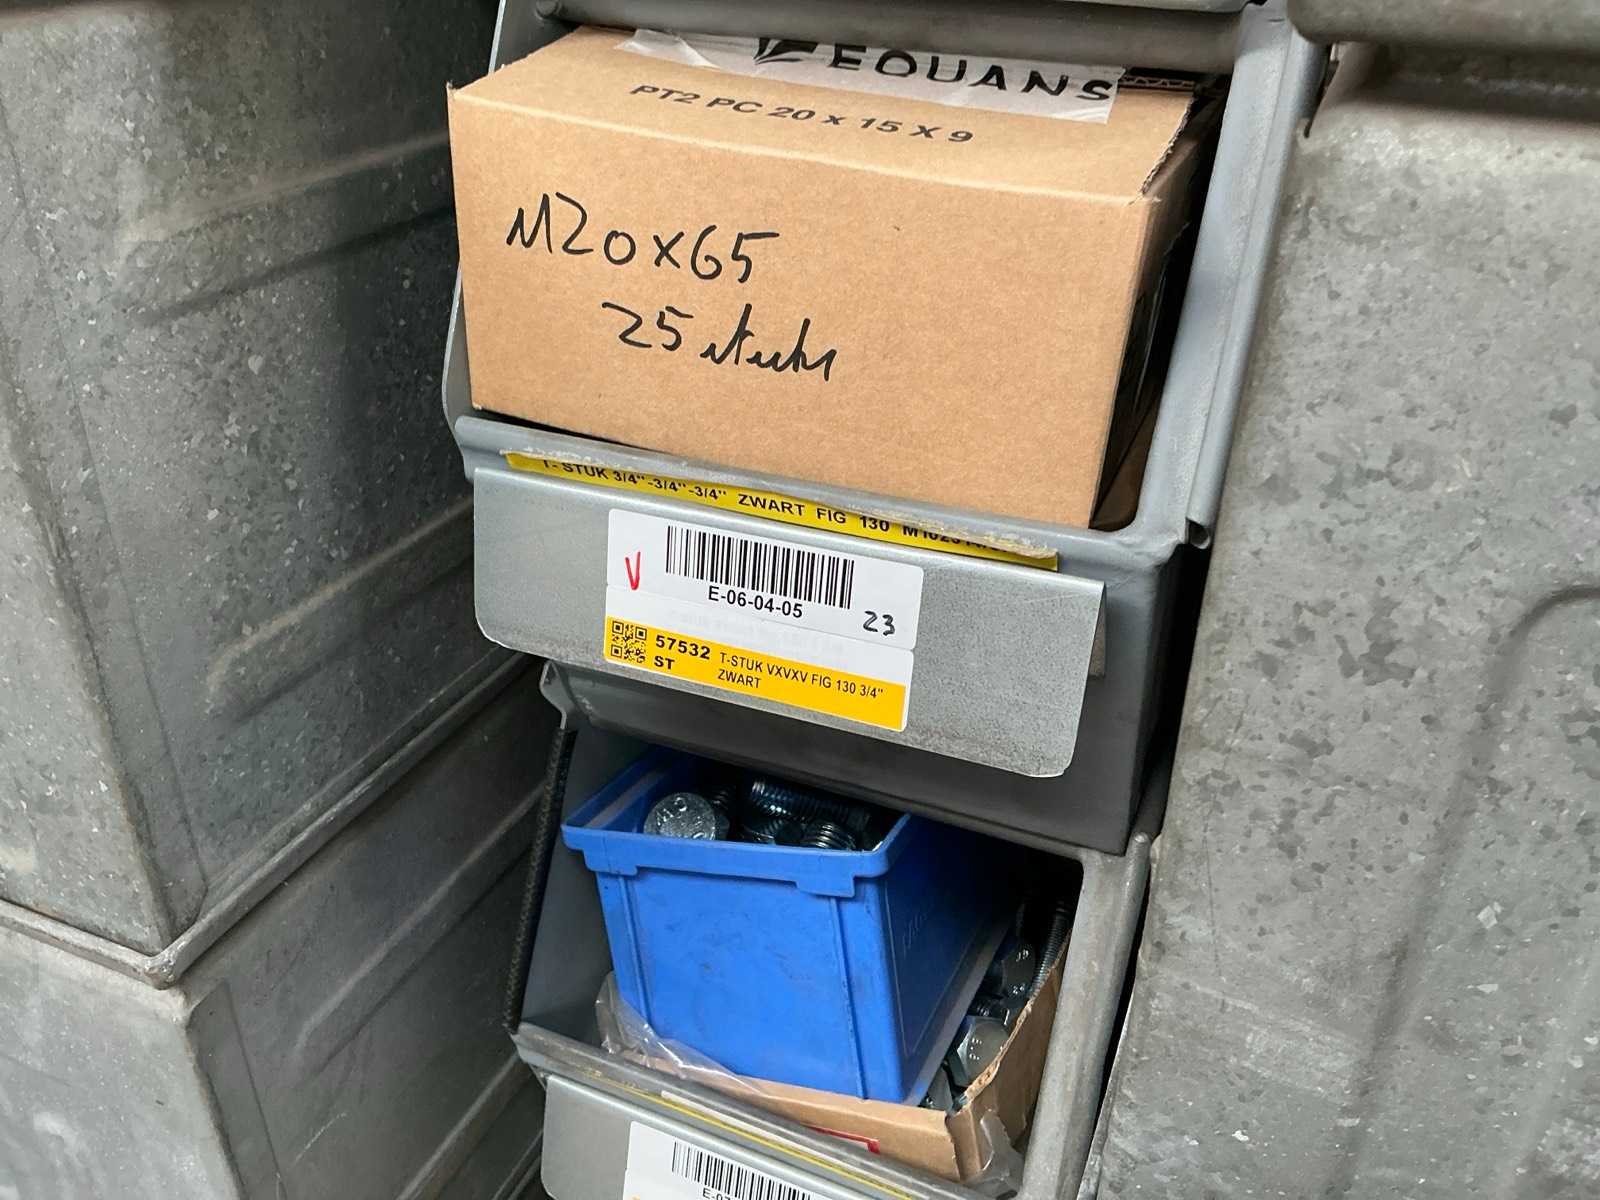 EQUANS
PT2 PC 20 x 15 X 9
M20x65
25 stuks
T- STUK 3/4"-3/4"-3/4" ZWART FIG 130
V
E-06-04-05
23
57532
ST
T-STUK VXVXV FIG 130 3/4"
ZWART